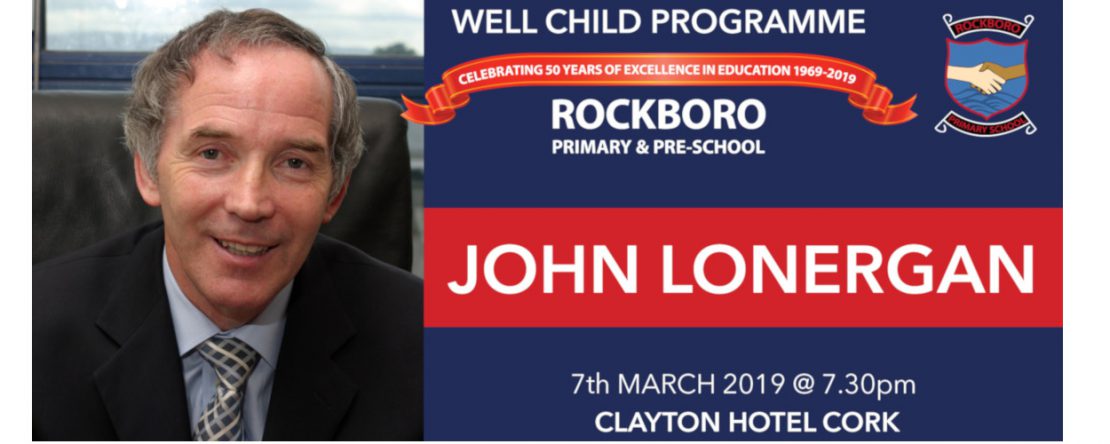 WELL CHILD PROGRAMME
CELEBRATING 50 YEARS OF EXCELLENCE IN EDUCATION 1969-2019
ROCKBORO
PRIMARY & PRE-SCHOOL
ROCKBORO
PRIMARY SCHOOL
JOHN LONERGAN
7th MARCH 2019 @ 7.30pm
CLAYTON HOTEL CORK